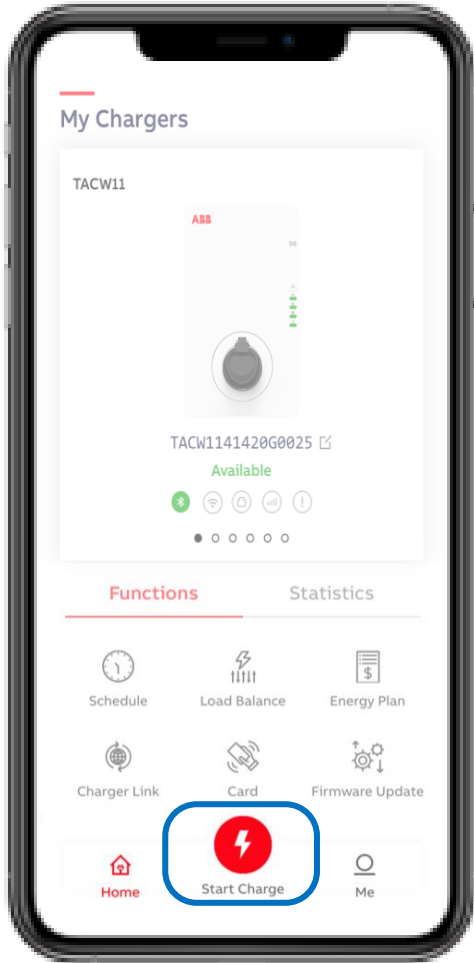 My Chargers
TACW11
ABB
TACW1141420G0025
Available
Functions Statistics
Schedule Load Balance Energy Plan
$
Charger Link Card Firmware Update
Home Start Charge Me